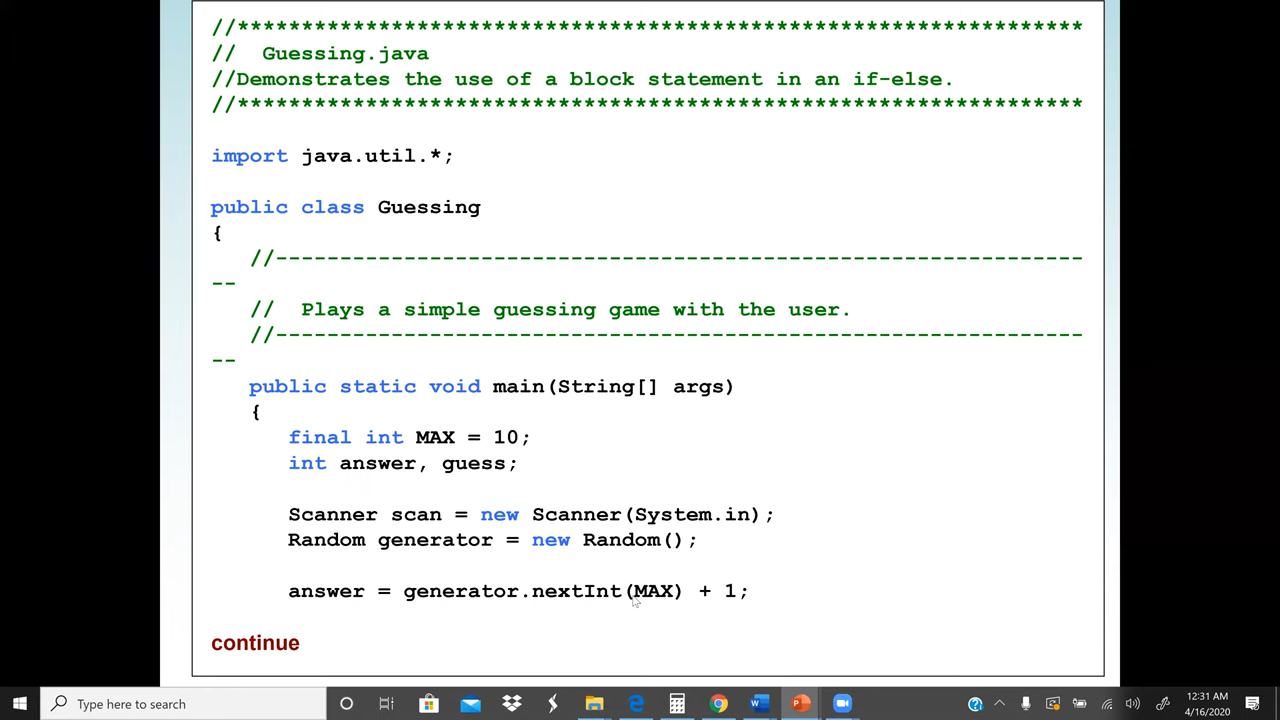 //******************************************************************
//  Guessing.java
//Demonstrates the use of a block statement in an if-else.
//******************************************************************
import java.util.*;
public class Guessing
{
//---------------------------------------------------------------
--
//  Plays a simple guessing game with the user.
//---------------------------------------------------------------
--
public static void main(String[] args)
{
final int MAX = 10;
int answer, guess;
Scanner scan = new Scanner(System.in);
Random generator = new Random();
answer = generator.nextInt(MAX) + 1;
continue
Type here to search
12:31 AM
4/16/2020